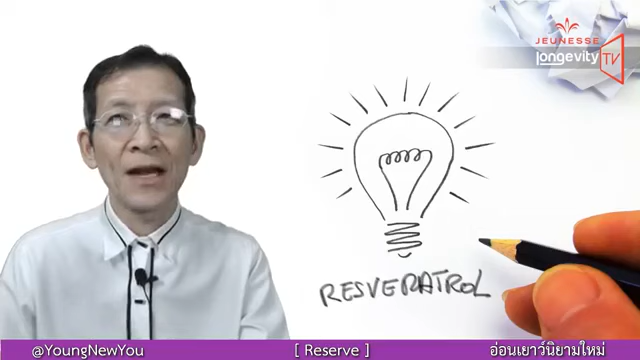 JEUNESSE
longevity TV
RESVERATROL
@YoungNewYou
[ Reserve ]
อ่อนเยาว์นิยามใหม่